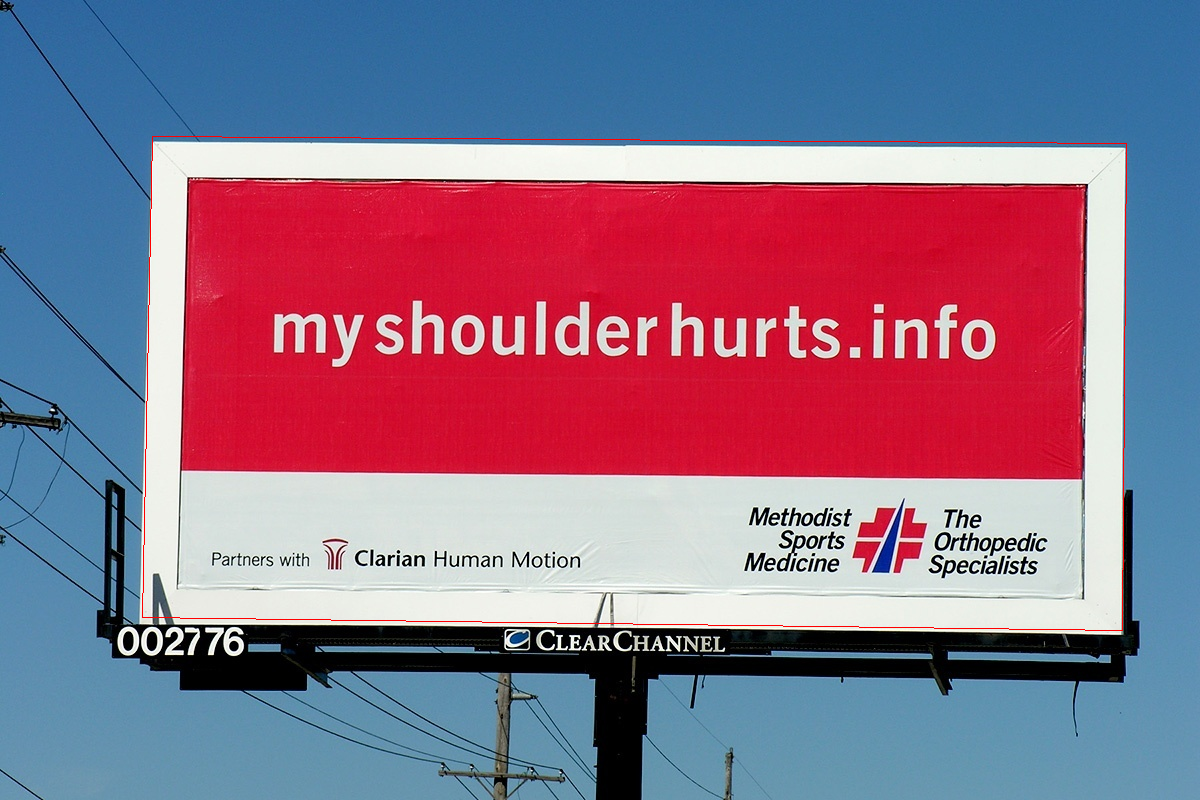 myshoulderhurts.info
Partners with Clarian Human Motion
Methodist
Sports
Medicine
The
Orthopedic
Specialists
002776
CLEARCHANNEL